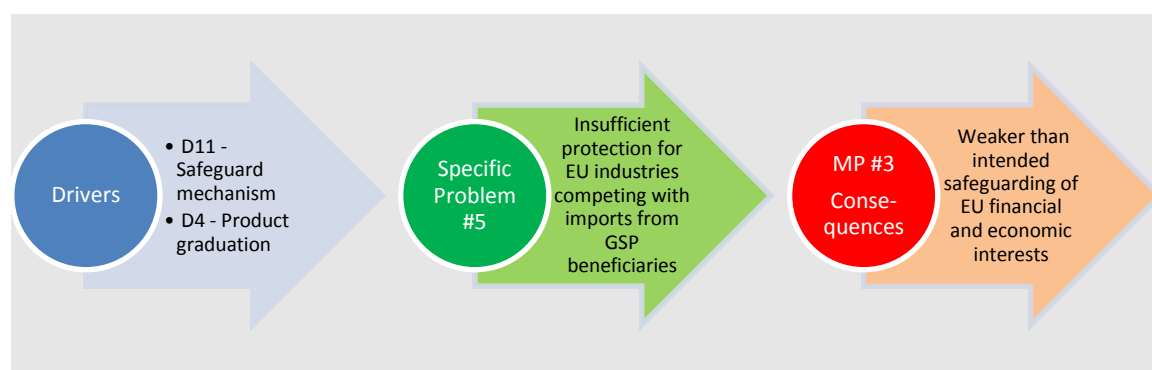 Drivers
• D11 -
Safeguard
mechanism
• D4 - Product
graduation
Specific
Problem
#5
Insufficient
protection for
EU industries
competing with
imports from
GSP
beneficiaries
MP #3
Conse-
quences
Weaker than
intended
safeguarding of
EU financial
and economic
interests